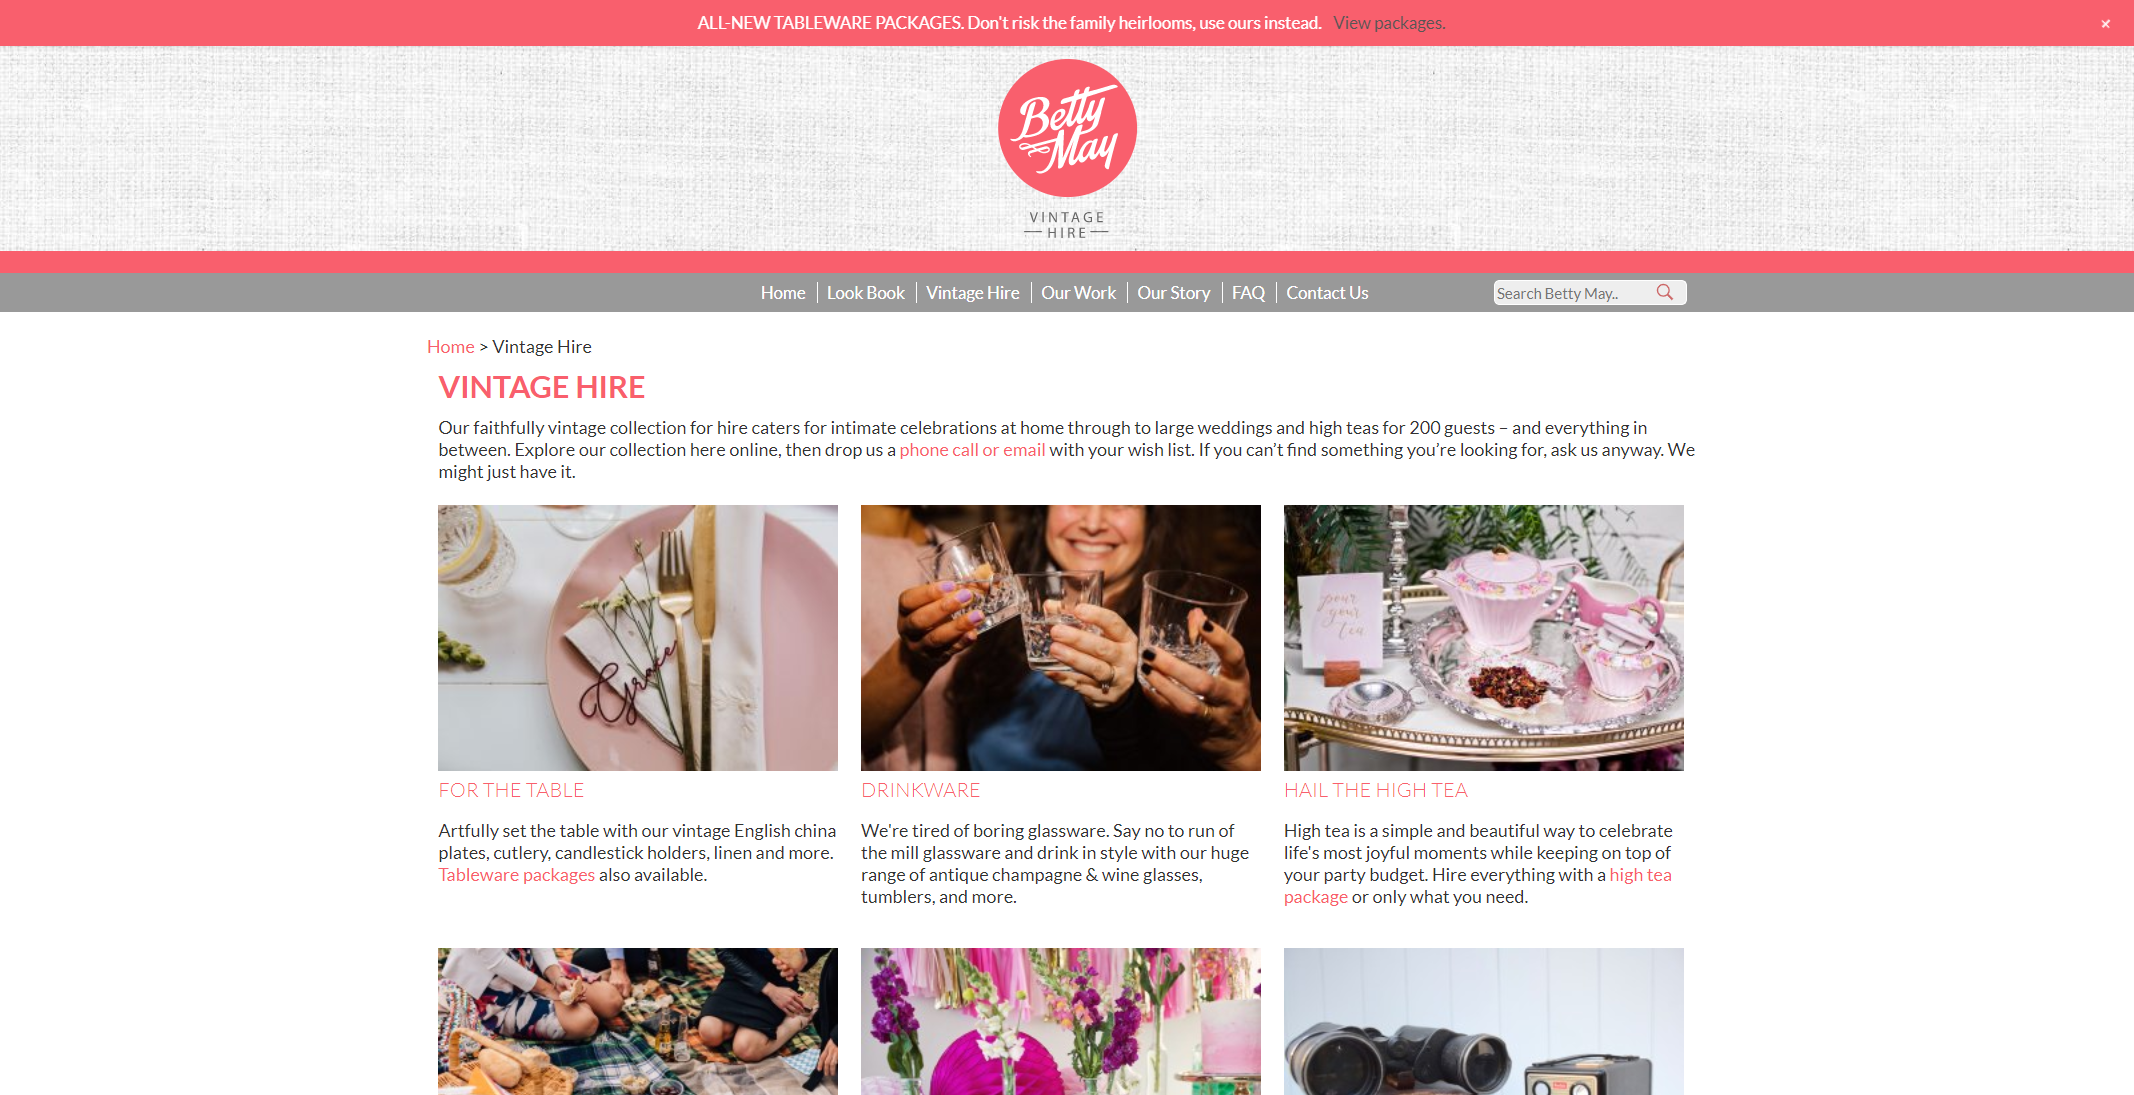 ALL-NEW TABLEWARE PACKAGES. Don't risk the family heirlooms, use ours instead. View packages. ×
Betty
May
VINTAGE
HIRE
Home Look Book Vintage Hire Our Work Our Story FAQ Contact Us Search Betty May..
Home > Vintage Hire
VINTAGE HIRE
Our faithfully vintage collection for hire caters for intimate celebrations at home through to large weddings and high teas for 200 guests – and everything in
between. Explore our collection here online, then drop us a phone call or email with your wish list. If you can’t find something you’re looking for, ask us anyway. We
might just have it.
Grace
pour
your
tea
FOR THE TABLE
Artfully set the table with our vintage English china
plates, cutlery, candlestick holders, linen and more.
Tableware packages also available.
DRINKWARE
We're tired of boring glassware. Say no to run of
the mill glassware and drink in style with our huge
range of antique champagne & wine glasses,
tumblers, and more.
HAIL THE HIGH TEA
High tea is a simple and beautiful way to celebrate
life's most joyful moments while keeping on top of
your party budget. Hire everything with a high tea
package or only what you need.